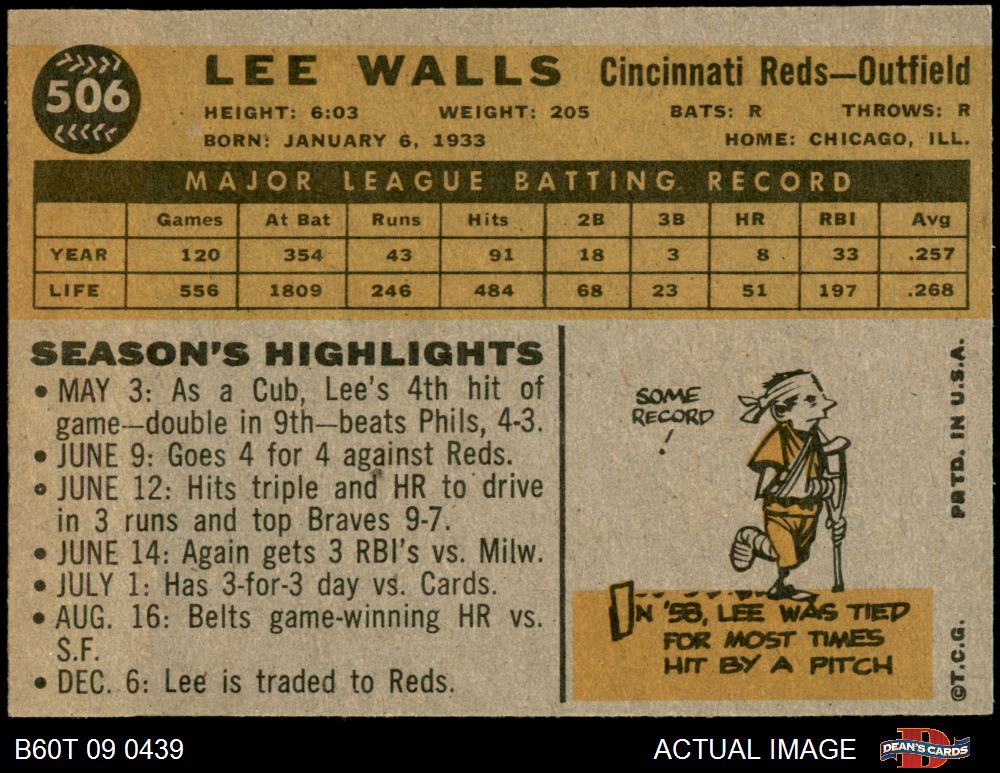 506
LEE WALLS Cincinnati Reds—Outfield
HEIGHT: 6:03 WEIGHT: 205 BATS: R THROWS: R
BORN: JANUARY 6, 1933 HOME: CHICAGO, ILL.
MAJOR LEAGUE BATTING RECORD
Games At Bat Runs Hits 2B 3B HR RBI Avg
YEAR 120 354 43 91 18 3 8 33 .257
LIFE 556 1809 246 484 68 23 51 197 .268
SEASON'S HIGHLIGHTS
• MAY 3: As a Cub, Lee's 4th hit of
game—double in 9th—beats Phils, 4-3.
• JUNE 9: Goes 4 for 4 against Reds.
• JUNE 12: Hits triple and HR to drive
in 3 runs and top Braves 9-7.
• JUNE 14: Again gets 3 RBI's vs. Milw.
• JULY 1: Has 3-for-3 day vs. Cards.
• AUG. 16: Belts game-winning HR vs.
S.F.
• DEC. 6: Lee is traded to Reds.
SOME
RECORD
!
IN '58, LEE WAS TIED
FOR MOST TIMES
HIT BY A PITCH
©T.C.G. PRTD. IN U.S.A.
B60T 09 0439 ACTUAL IMAGE DEAN'S CARDS